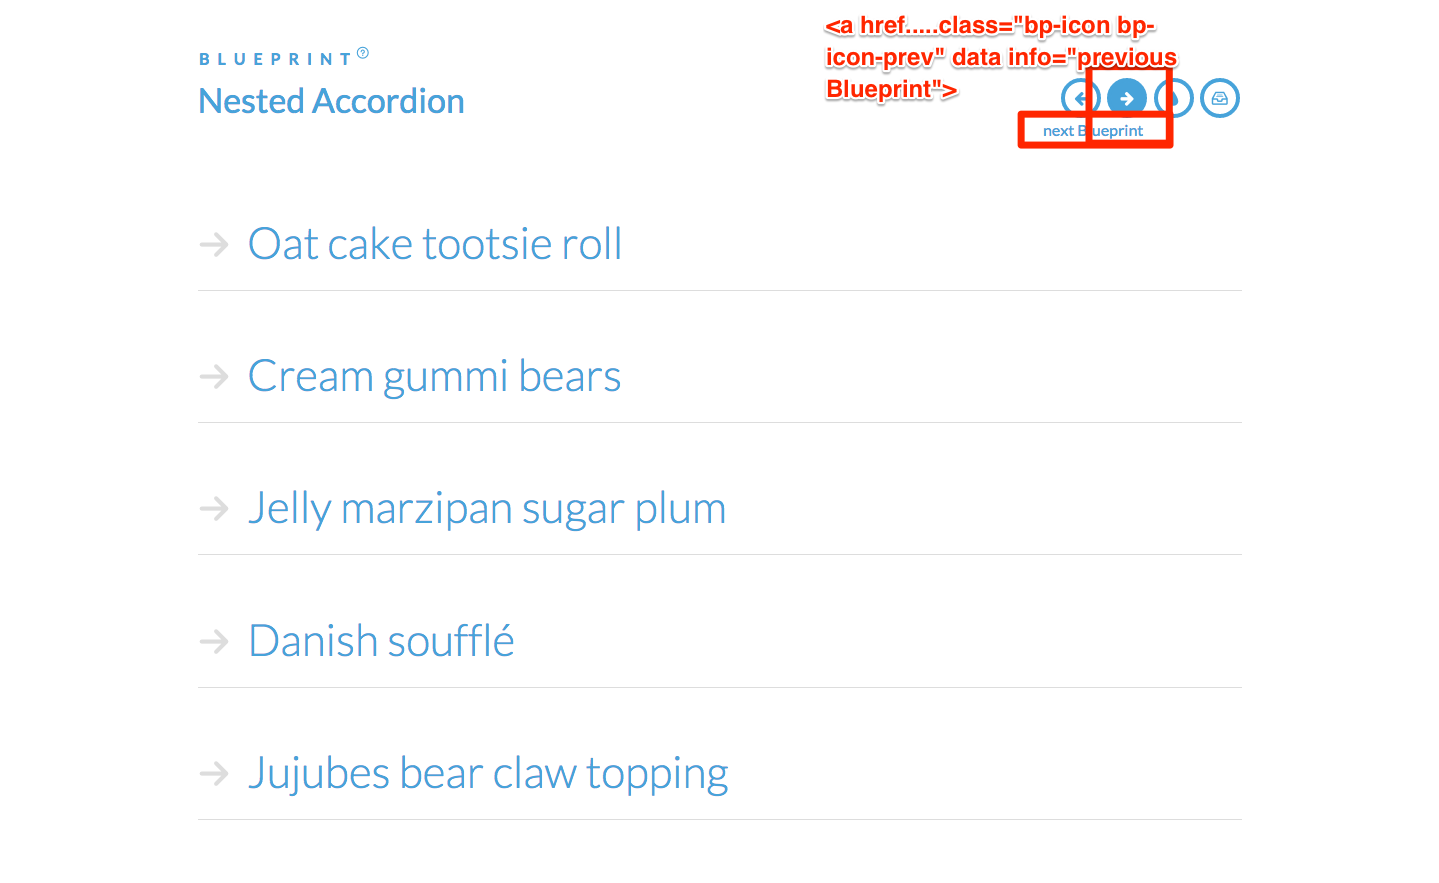 <a href.....class="bp-icon bp-
icon-prev" data info="previous
Blueprint">
BLUEPRINT?
Nested Accordion
next Blueprint
Oat cake tootsie roll
Cream gummi bears
Jelly marzipan sugar plum
Danish soufflé
Jujubes bear claw topping